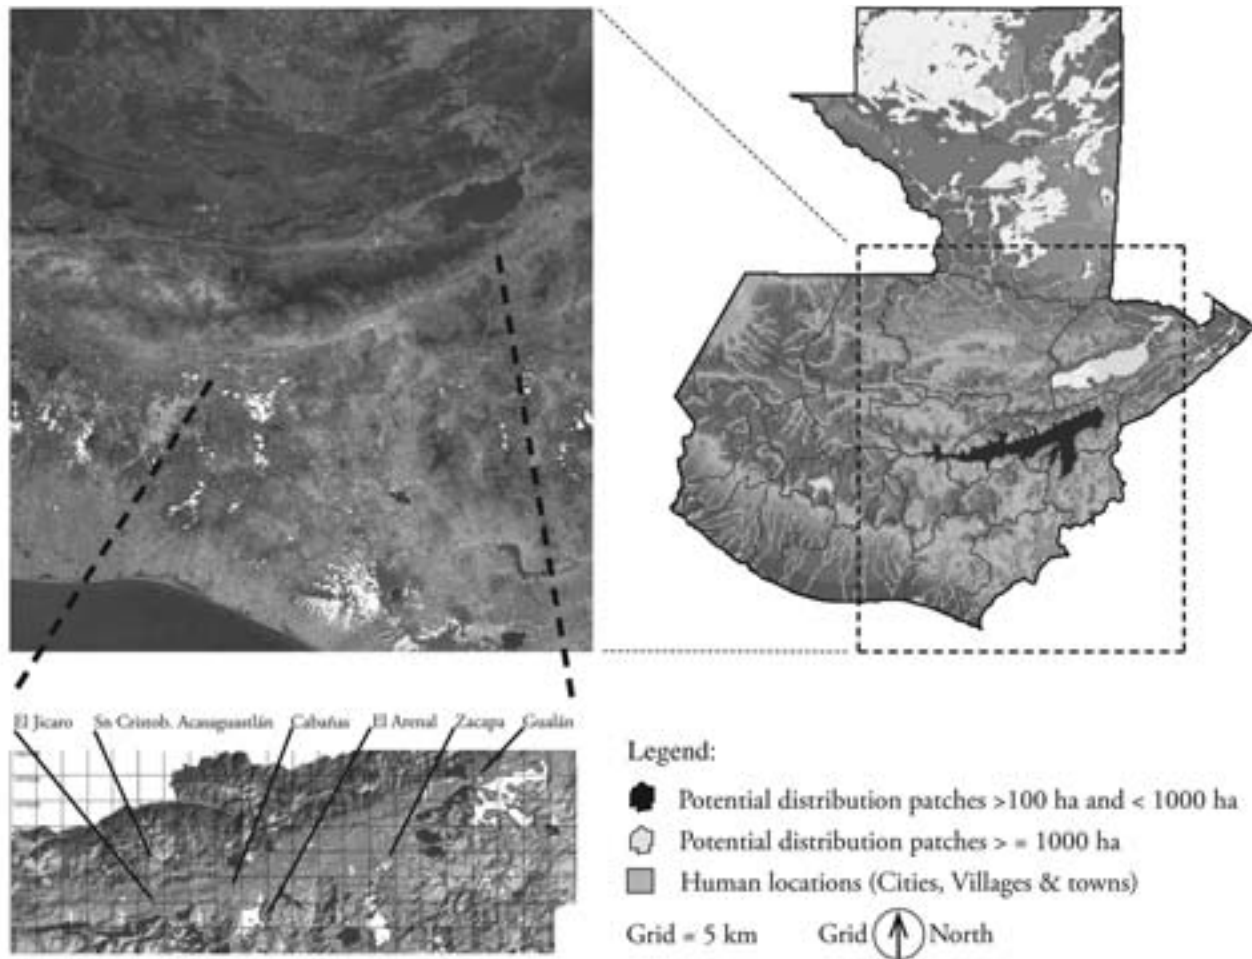 El Jícaro Sn Cristob. Acasaguastlán Cabañas El Arenal Zacapa Gualán
Legend:
Potential distribution patches >100 ha and < 1000 ha
Potential distribution patches > = 1000 ha
Human locations (Cities, Villages & towns)
Grid = 5 km Grid North